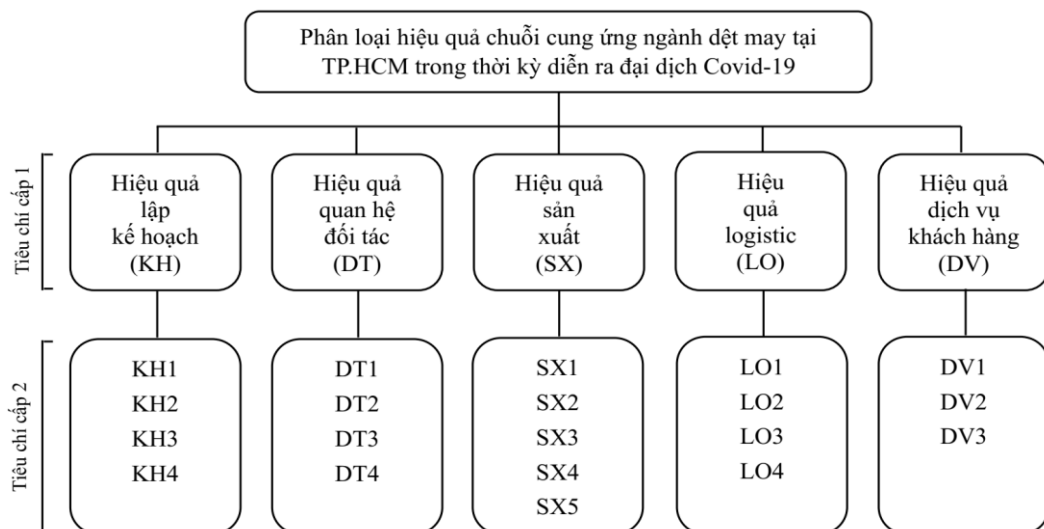 Phân loại hiệu quả chuỗi cung ứng ngành dệt may tại
TP.HCM trong thời kỳ diễn ra đại dịch Covid-19
Tiêu chí cấp 1
Hiệu quả
lập
kế hoạch
(KH)
Hiệu quả
quan hệ
đối tác
(DT)
Hiệu quả
sản
xuất
(SX)
Hiệu
quả
logistic
(LO)
Hiệu quả
dịch vụ
khách hàng
(DV)
Tiêu chí cấp 2
KH1
KH2
KH3
KH4
DT1
DT2
DT3
DT4
SX1
SX2
SX3
SX4
SX5
LO1
LO2
LO3
LO4
DV1
DV2
DV3